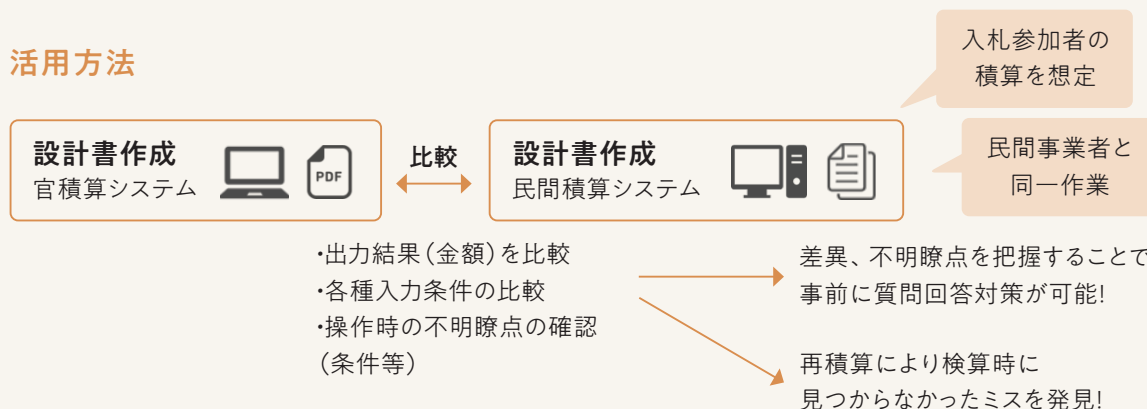 活用方法
入札参加者の
積算を想定
設計書作成
官積算システム
PDF
比較
設計書作成
民間積算システム
民間事業者と
同一作業
・出力結果（金額）を比較
・各種入力条件の比較
・操作時の不明瞭点の確認
（条件等）
差異、不明瞭点を把握することで
事前に質問回答対策が可能!
再積算により検算時に
見つからなかったミスを発見!